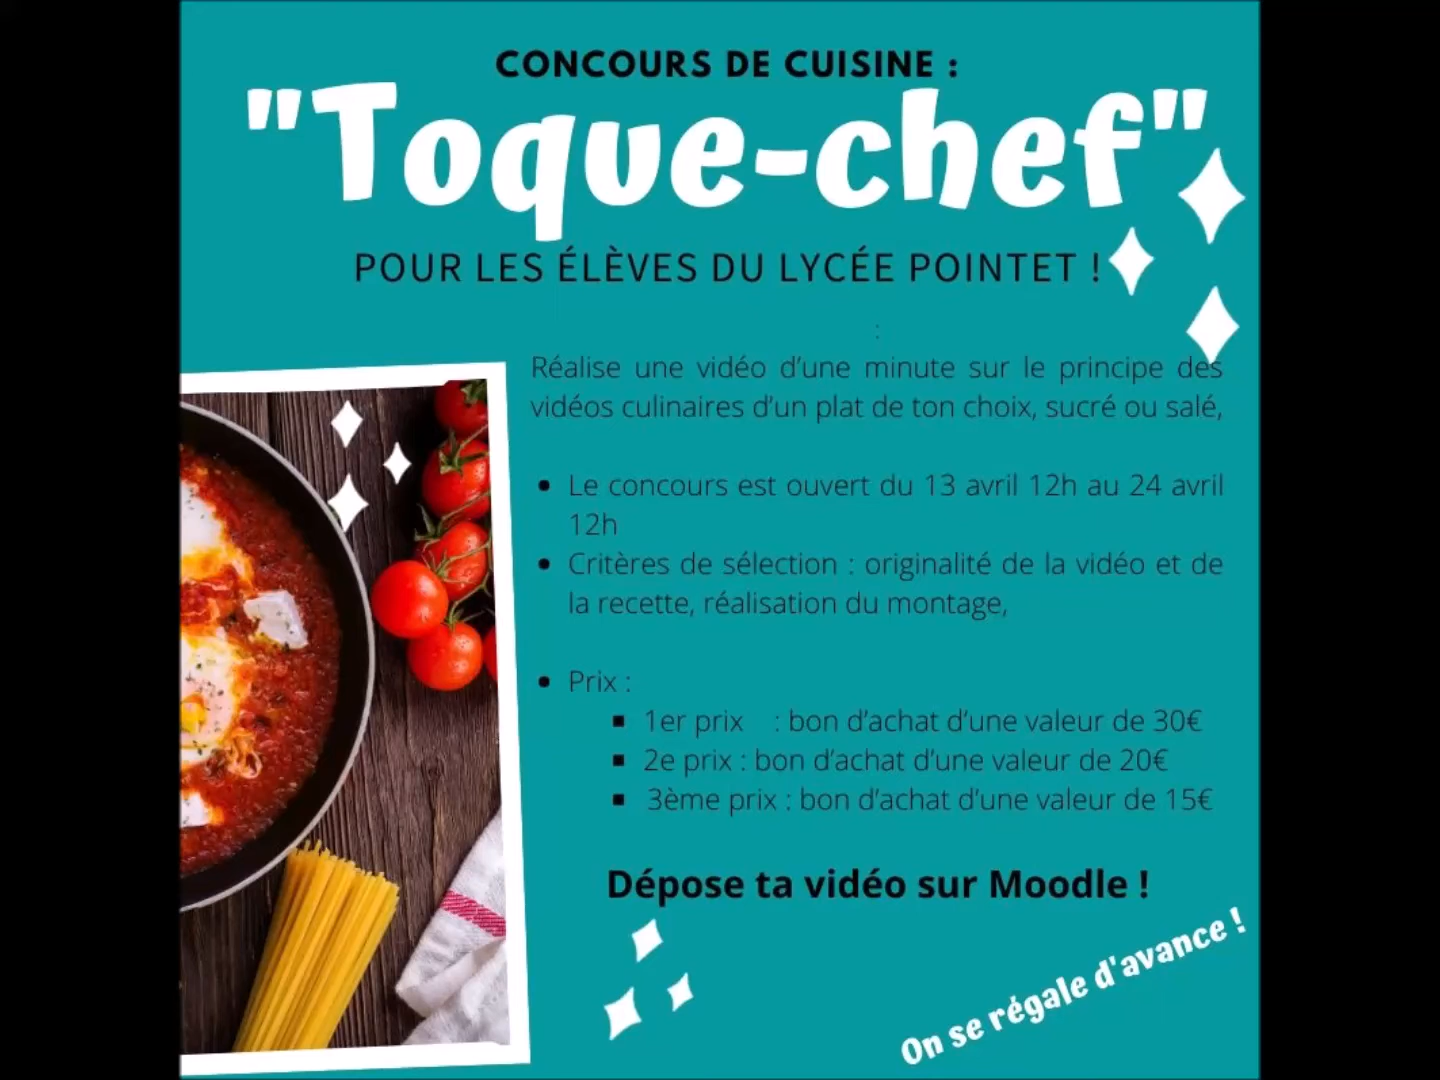 CONCOURS DE CUISINE :
"Toque-chef"
POUR LES ÉLÈVES DU LYCÉE POINTET !
:
Réalise une vidéo d’une minute sur le principe des
vidéos culinaires d’un plat de ton choix, sucré ou salé,
• Le concours est ouvert du 13 avril 12h au 24 avril
12h
• Critères de sélection : originalité de la vidéo et de
la recette, réalisation du montage,
• Prix :
▪ 1er prix : bon d’achat d’une valeur de 30€
▪ 2e prix : bon d’achat d’une valeur de 20€
▪ 3ème prix : bon d’achat d’une valeur de 15€
Dépose ta vidéo sur Moodle !
On se régale d'avance !